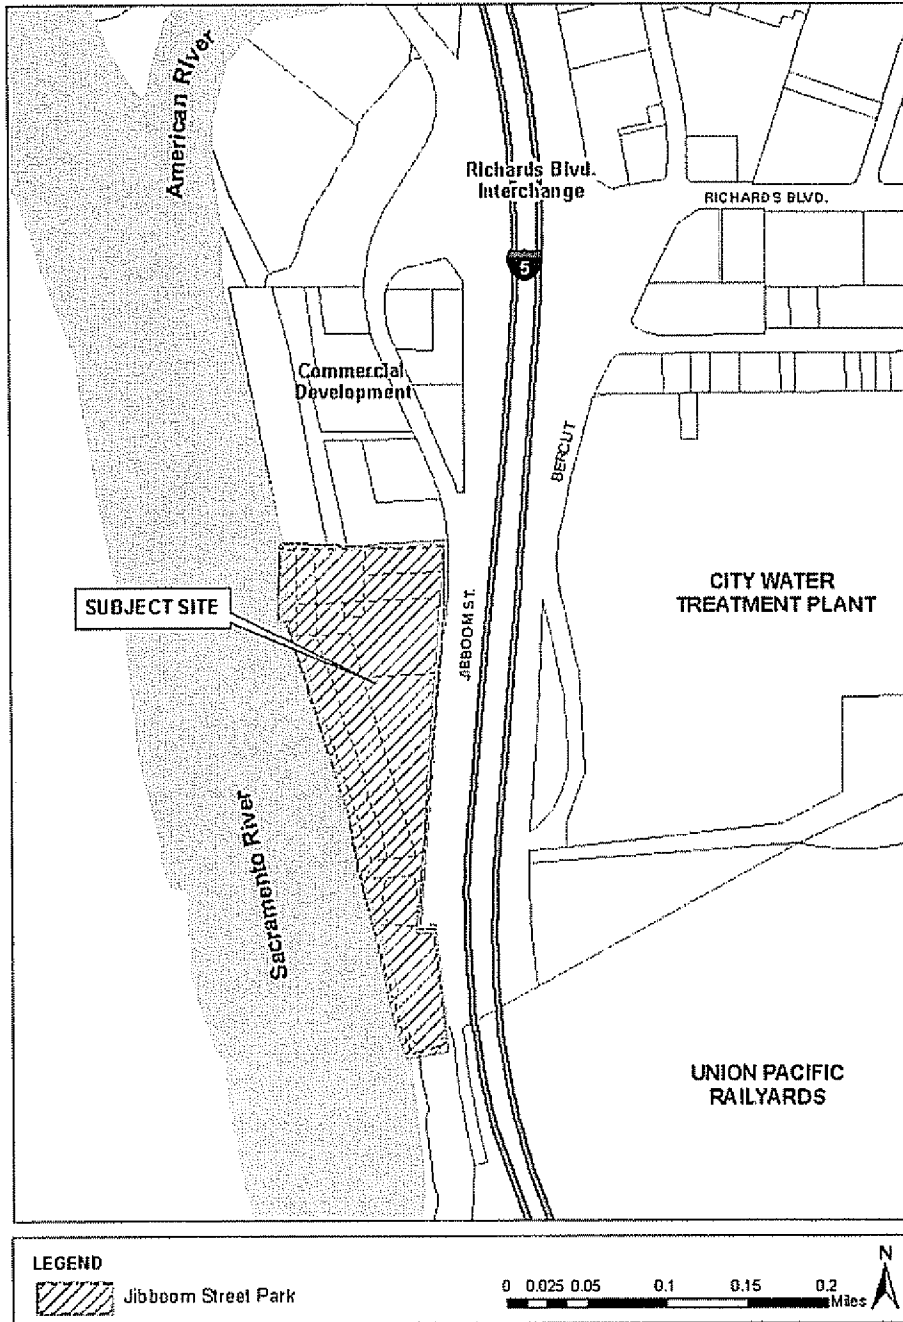 American River
Richards Blvd.
Interchange
RICHARDS BLVD.
5
Commercial
Development
BERCUT
CITY WATER
TREATMENT PLANT
SUBJECT SITE
JIBBOOM ST.
Sacramento River
UNION PACIFIC
RAILYARDS
LEGEND
Jibboom Street Park
0 0.025 0.05 0.1 0.15 0.2
Miles
N